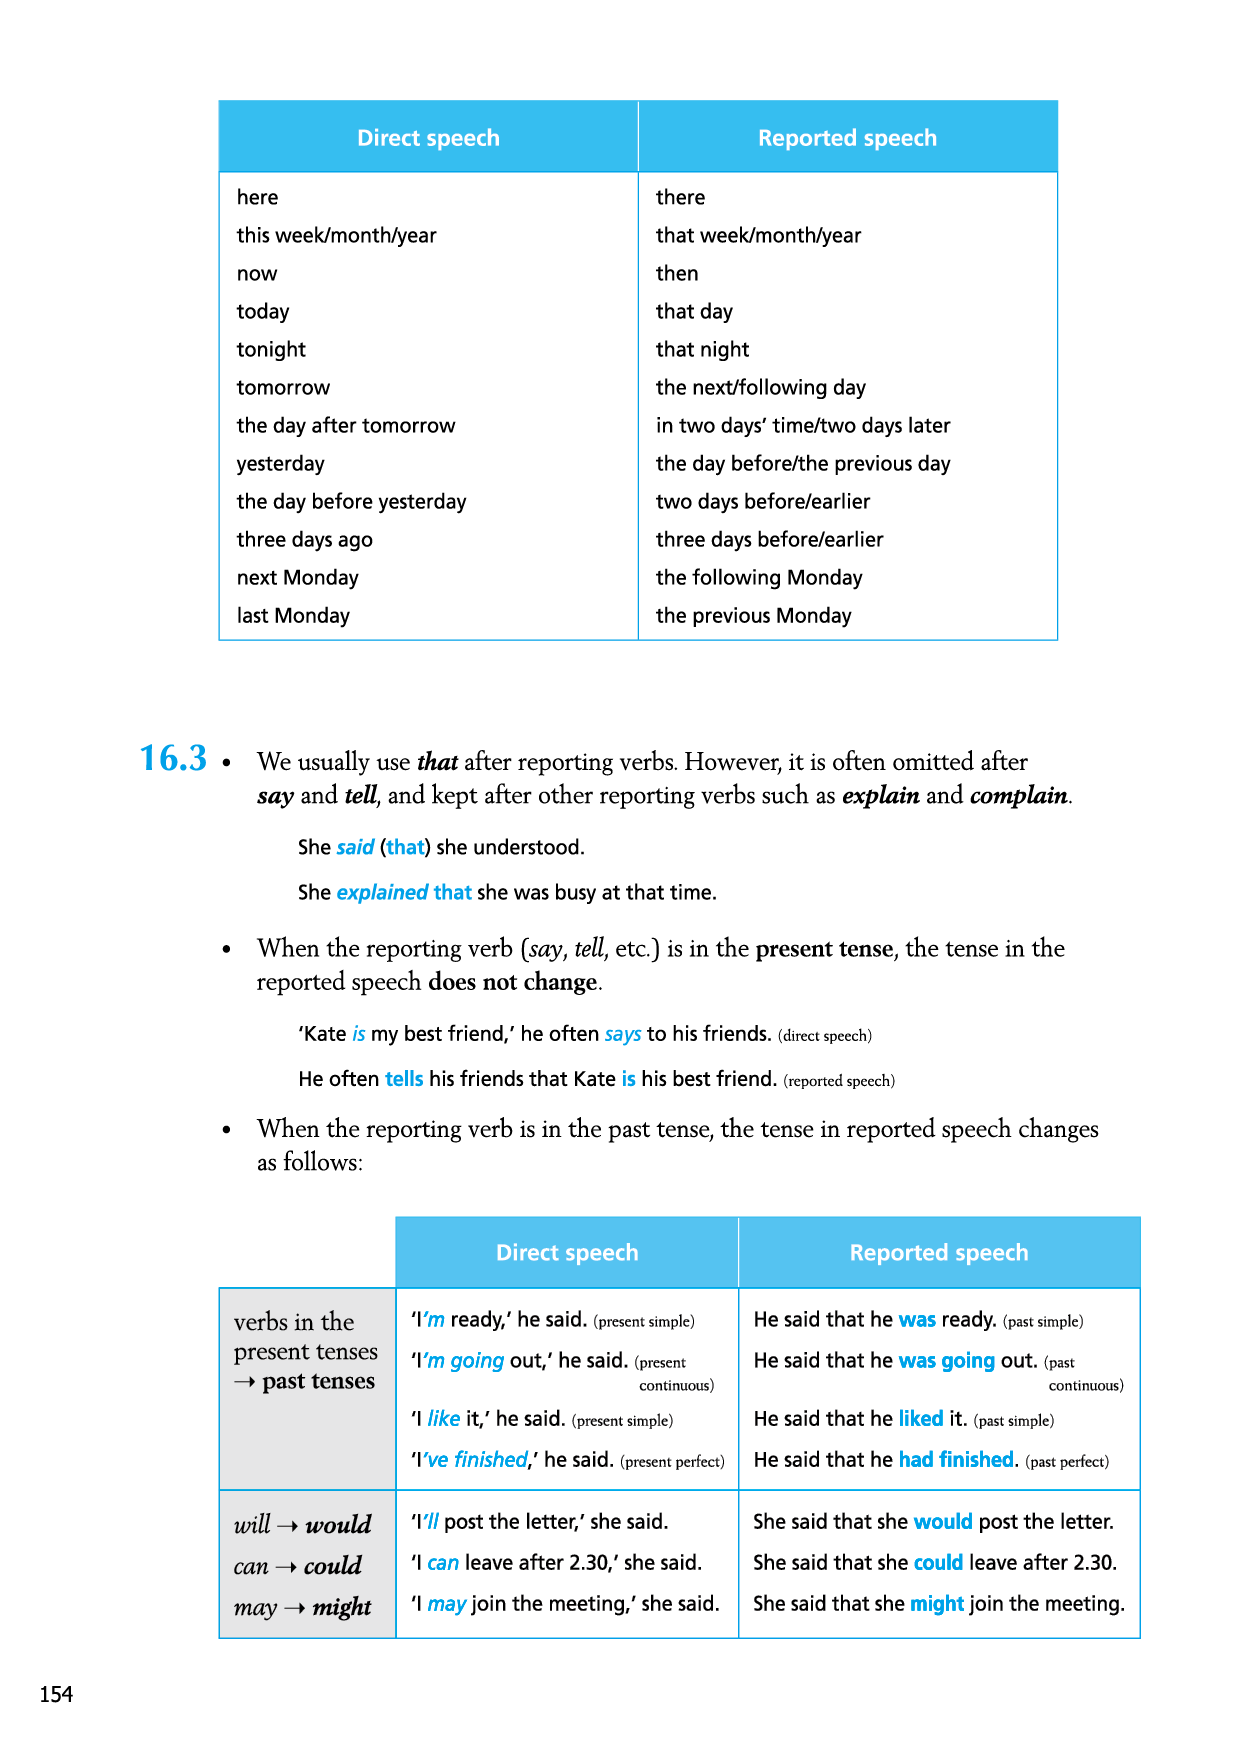 Direct speech Reported speech
here there
this week/month/year that week/month/year
now then
today that day
tonight that night
tomorrow the next/following day
the day after tomorrow in two days’ time/two days later
yesterday the day before/the previous day
the day before yesterday two days before/earlier
three days ago three days before/earlier
next Monday the following Monday
last Monday the previous Monday
16.3 • We usually use that after reporting verbs. However, it is often omitted after
say and tell, and kept after other reporting verbs such as explain and complain.
She said (that) she understood.
She explained that she was busy at that time.
• When the reporting verb (say, tell, etc.) is in the present tense, the tense in the
reported speech does not change.
‘Kate is my best friend,’ he often says to his friends. (direct speech)
He often tells his friends that Kate is his best friend. (reported speech)
• When the reporting verb is in the past tense, the tense in reported speech changes
as follows:
Direct speech Reported speech
verbs in the
present tenses
→ past tenses
‘I’m ready,’ he said. (present simple) He said that he was ready. (past simple)
‘I’m going out,’ he said. (present He said that he was going out. (past
continuous) continuous)
‘I like it,’ he said. (present simple) He said that he liked it. (past simple)
‘I’ve finished,’ he said. (present perfect) He said that he had finished. (past perfect)
will → would ‘I’ll post the letter,’ she said. She said that she would post the letter.
can → could ‘I can leave after 2.30,’ she said. She said that she could leave after 2.30.
may → might ‘I may join the meeting,’ she said. She said that she might join the meeting.
154